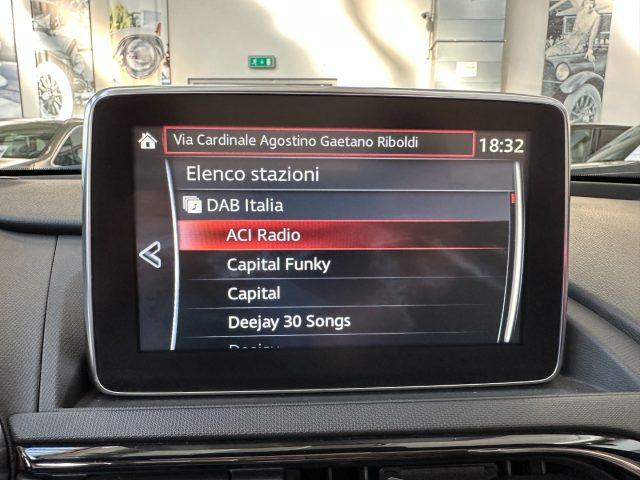 Via Cardinale Agostino Gaetano Riboldi
18:32
Elenco stazioni
DAB Italia
ACI Radio
Capital Funky
Capital
Deejay 30 Songs
Deejay